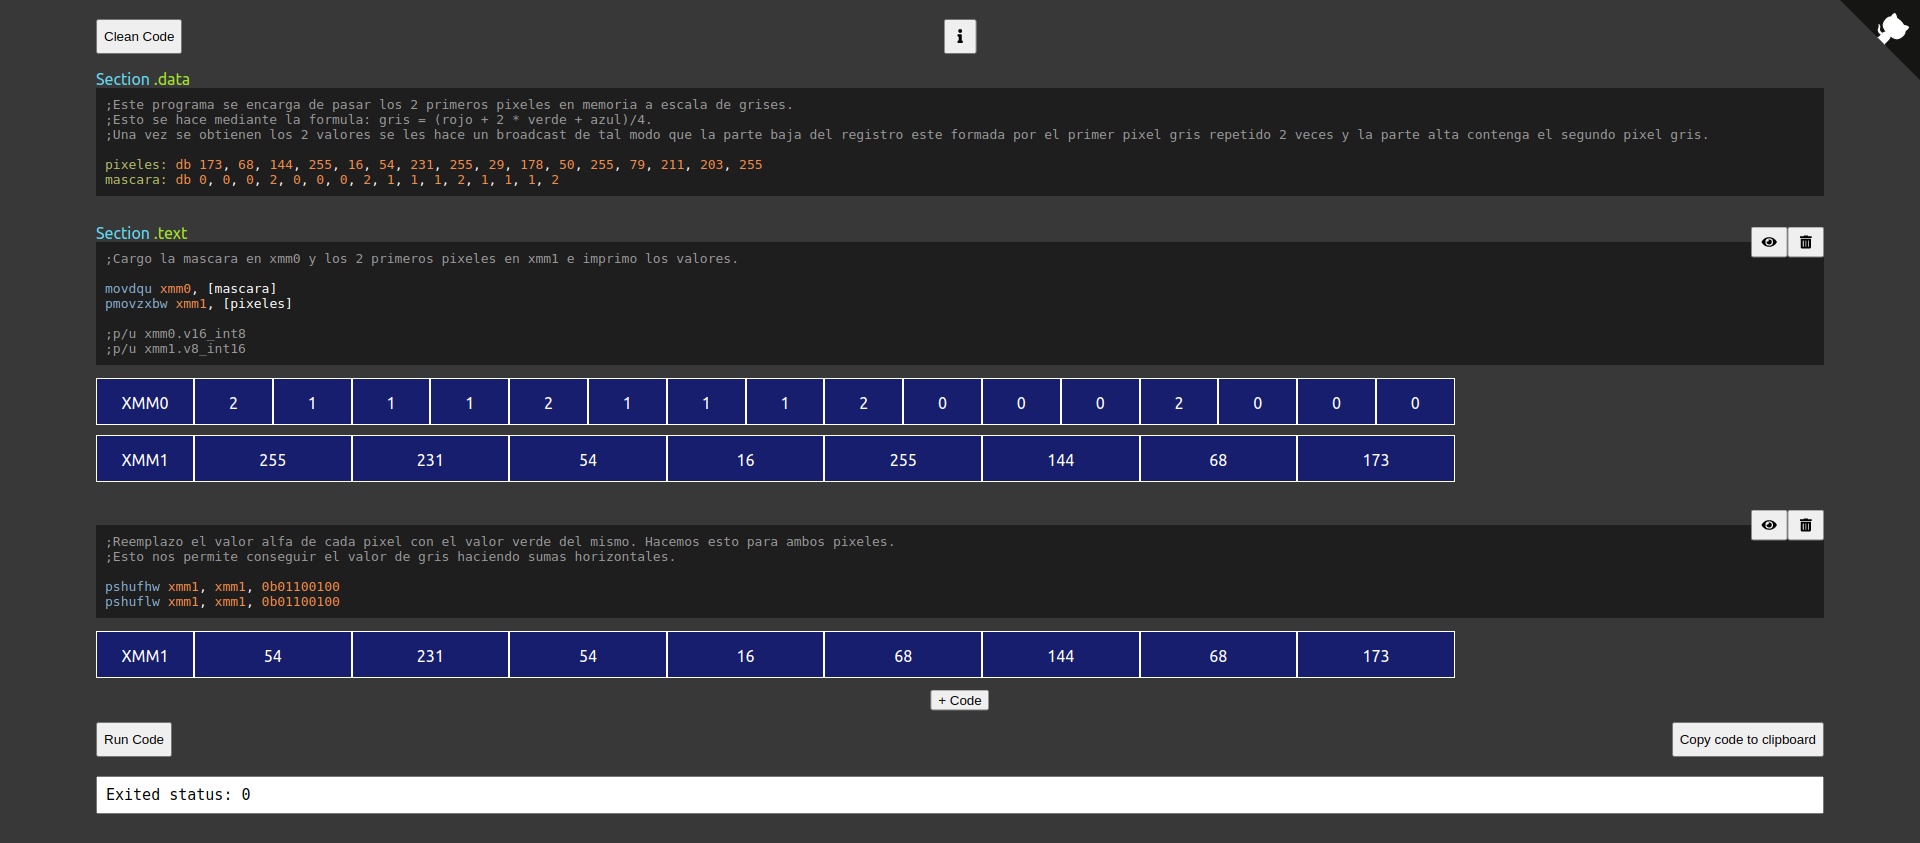 Clean Code
Section .data
;Este programa se encarga de pasar los 2 primeros pixeles en memoria a escala de grises.
;Esto se hace mediante la formula: gris = (rojo + 2 * verde + azul)/4.
;Una vez se obtienen los 2 valores se les hace un broadcast de tal modo que la parte baja del registro este formada por el primer pixel gris repetido 2 veces y la parte alta contenga el segundo pixel gris.
pixeles: db 173, 68, 144, 255, 16, 54, 231, 255, 29, 178, 50, 255, 79, 211, 203, 255
mascara: db 0, 0, 0, 2, 0, 0, 0, 2, 1, 1, 1, 2, 1, 1, 1, 2
Section .text
;Cargo la mascara en xmm0 y los 2 primeros pixeles en xmm1 e imprimo los valores.
movdqu xmm0, [mascara]
pmovzxbw xmm1, [pixeles]
;p/u xmm0.v16_int8
;p/u xmm1.v8_int16
XMM0 2 1 1 1 2 1 1 1 2 0 0 0 2 0 0 0
XMM1 255 231 54 16 255 144 68 173
;Reemplazo el valor alfa de cada pixel con el valor verde del mismo. Hacemos esto para ambos pixeles.
;Esto nos permite conseguir el valor de gris haciendo sumas horizontales.
pshufhw xmm1, xmm1, 0b01100100
pshuflw xmm1, xmm1, 0b01100100
XMM1 54 231 54 16 68 144 68 173
+ Code
Run Code
Copy code to clipboard
Exited status: 0